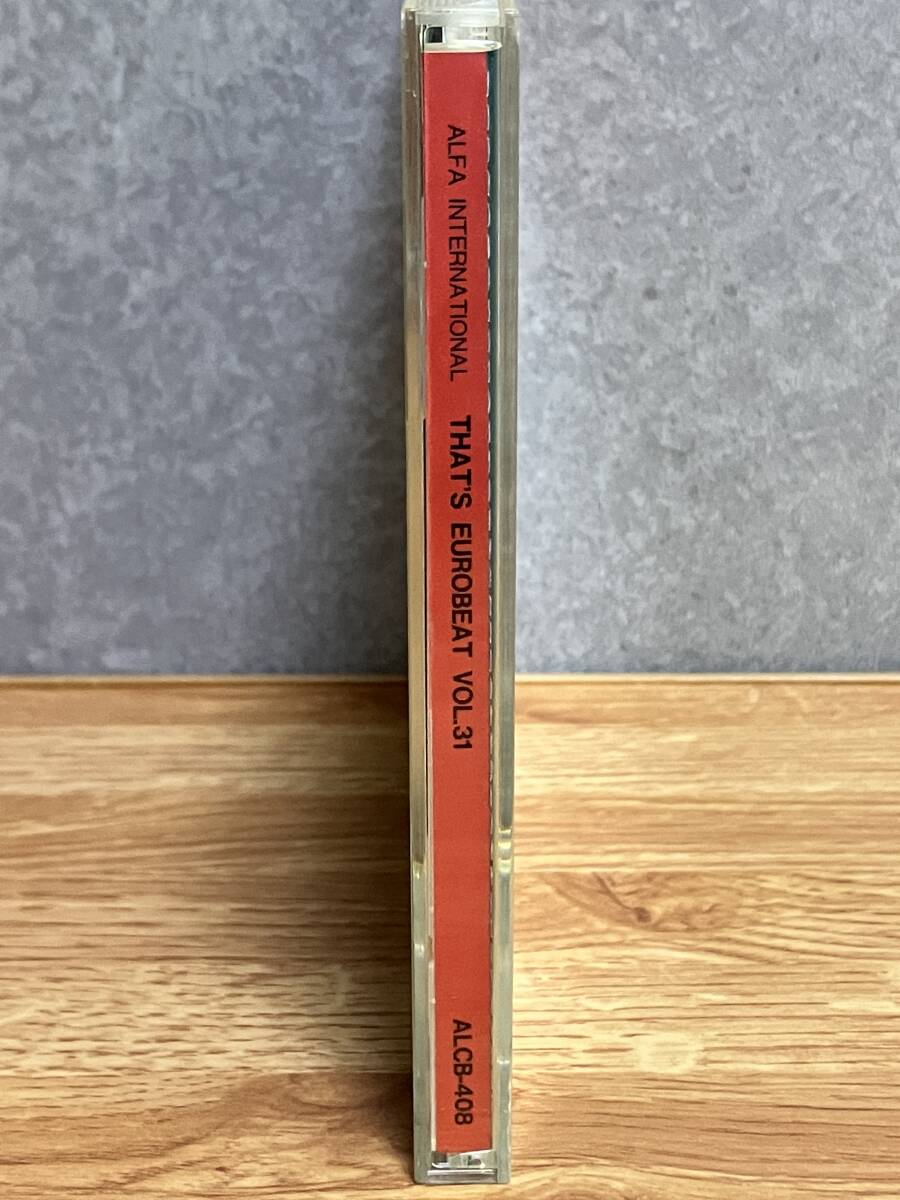 ALFA INTERNATIONAL THAT'S EUROBEAT VOL.31 ALCB-408